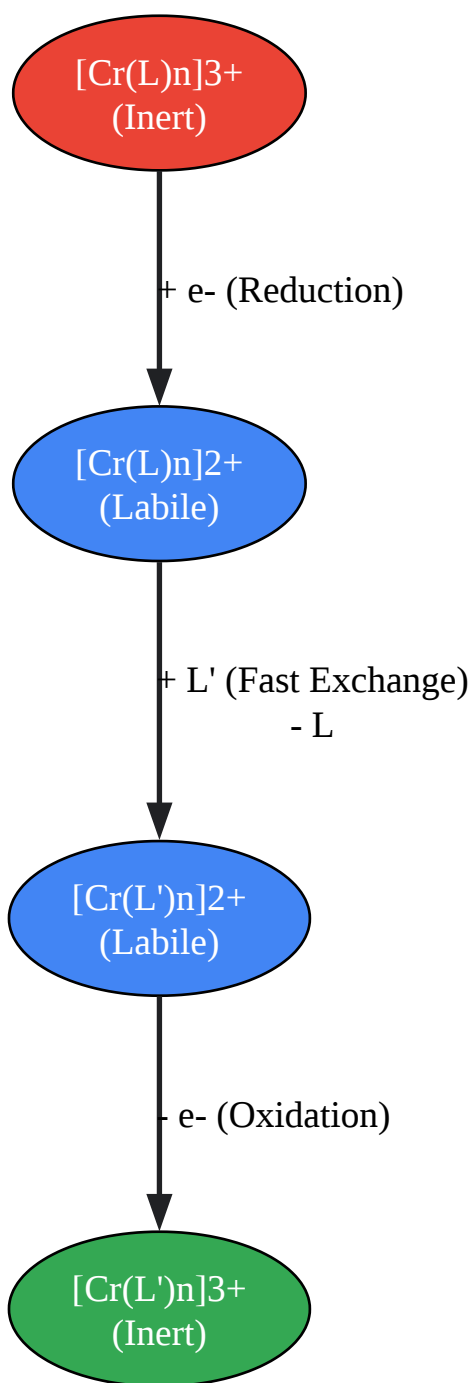 [Cr(L)n]3+
(Inert)
+ e- (Reduction)
[Cr(L)n]2+
(Labile)
+ L' (Fast Exchange)
- L
[Cr(L')n]2+
(Labile)
- e- (Oxidation)
[Cr(L')n]3+
(Inert)